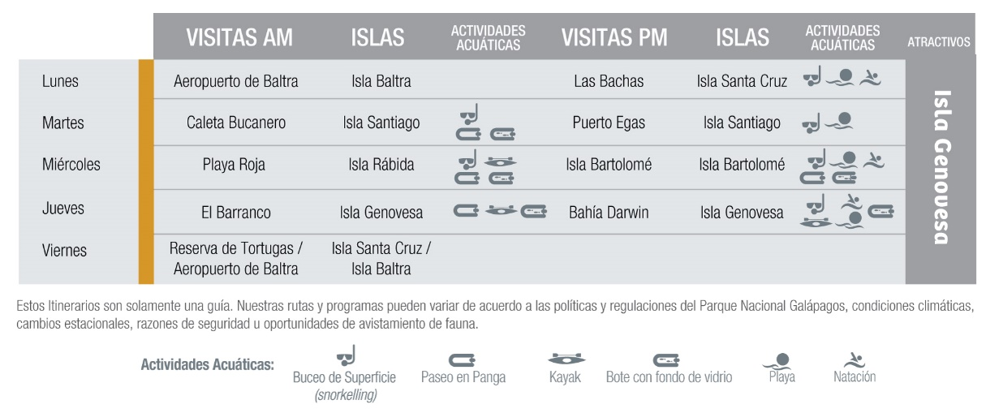 VISITAS AM ISLAS ACTIVIDADES ACUÁTICAS VISITAS PM ISLAS ACTIVIDADES ACUÁTICAS ATRACTIVOS
Lunes Aeropuerto de Baltra Isla Baltra Las Bachas Isla Santa Cruz
Martes Caleta Bucanero Isla Santiago Puerto Egas Isla Santiago
Miércoles Playa Roja Isla Rábida Isla Bartolomé Isla Bartolomé
Jueves El Barranco Isla Genovesa Bahía Darwin Isla Genovesa
Viernes Reserva de Tortugas / Isla Santa Cruz /
Aeropuerto de Baltra Isla Baltra
Isla Genovesa
Estos Itinerarios son solamente una guía. Nuestras rutas y programas pueden variar de acuerdo a las políticas y regulaciones del Parque Nacional Galápagos, condiciones climáticas,
cambios estacionales, razones de seguridad u oportunidades de avistamiento de fauna.
Actividades Acuáticas:
Buceo de Superficie Paseo en Panga Kayak Bote con fondo de vidrio Playa Natación
(snorkelling)